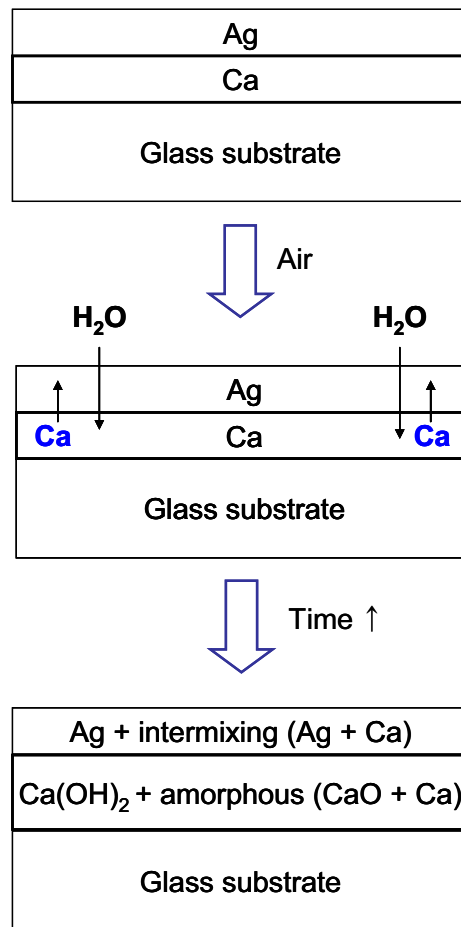 Ag
Ca
Glass substrate
Air
H₂O H₂O
Ag
Ca Ca Ca
Glass substrate
Time ↑
Ag + intermixing (Ag + Ca)
Ca(OH)₂ + amorphous (CaO + Ca)
Glass substrate